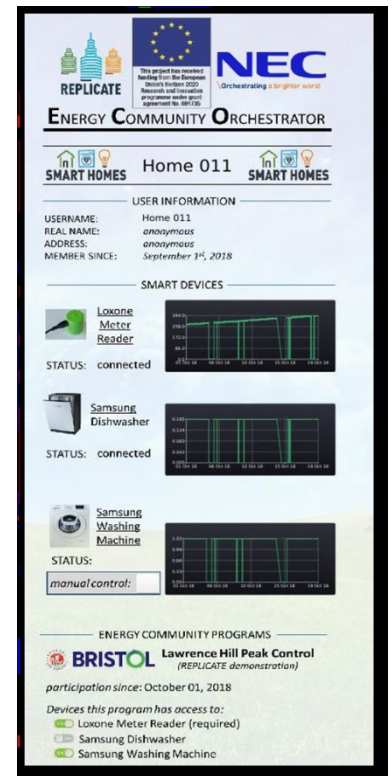 REPLICATE
This project has received
funding from the European
Union's Horizon 2020
Research and innovation
programme under grant
agreement No. 691735
NEC
\Orchestrating a brighter world
ENERGY COMMUNITY ORCHESTRATOR
SMART HOMES
Home 011
SMART HOMES
USER INFORMATION
USERNAME: Home 011
REAL NAME: anonymous
ADDRESS: anonymous
MEMBER SINCE: September 1st, 2018
SMART DEVICES
Loxone
Meter
Reader
STATUS: connected
Samsung
Dishwasher
STATUS: connected
Samsung
Washing
Machine
STATUS:
manual control:
ENERGY COMMUNITY PROGRAMS
BRISTOL
Lawrence Hill Peak Control
(REPLICATE demonstration)
participation since: October 01, 2018
Devices this program has access to:
Loxone Meter Reader (required)
Samsung Dishwasher
Samsung Washing Machine